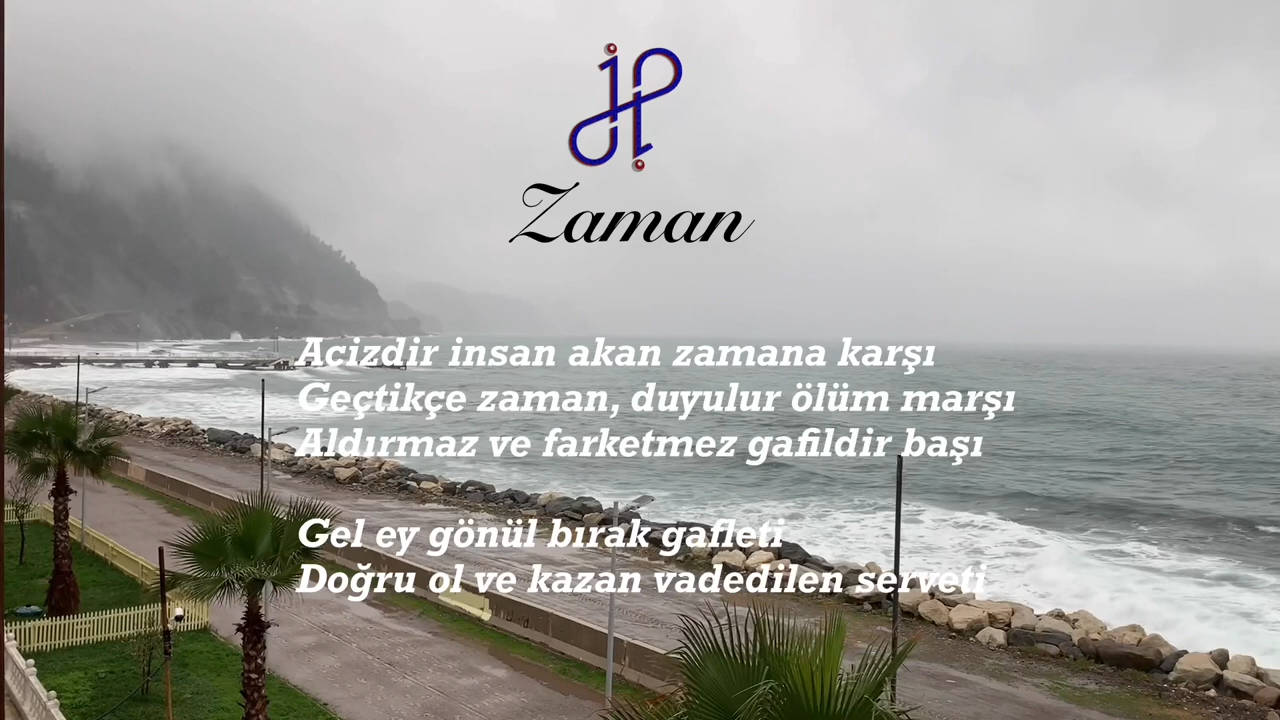 Zaman
Acizdir insan akan zamana karşı
Geçtikçe zaman, duyulur ölüm marşı
Aldırmaz ve farketmez gafildir başı
Gel ey gönül bırak gafleti
Doğru ol ve kazan vadedilen serveti